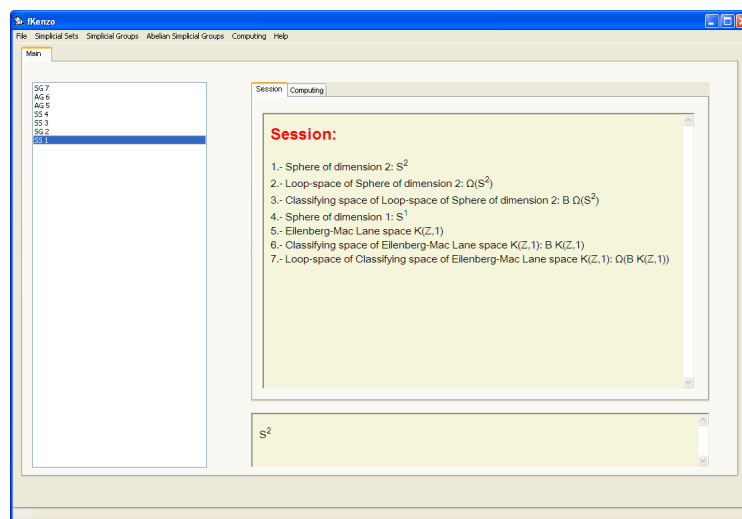 fKenzo
File Simplicial Sets Simplicial Groups Abelian Simplicial Groups Computing Help
Main
SG 7
AG 6
AG 5
SS 4
SS 3
SG 2
SS 1
Session Computing
Session:
1.- Sphere of dimension 2: S²
2.- Loop-space of Sphere of dimension 2: Ω(S²)
3.- Classifying space of Loop-space of Sphere of dimension 2: B Ω(S²)
4.- Sphere of dimension 1: S¹
5.- Eilenberg-Mac Lane space K(ℤ,1)
6.- Classifying space of Eilenberg-Mac Lane space K(ℤ,1): B K(ℤ,1)
7.- Loop-space of Classifying space of Eilenberg-Mac Lane space K(ℤ,1): Ω(B K(ℤ,1))
S²